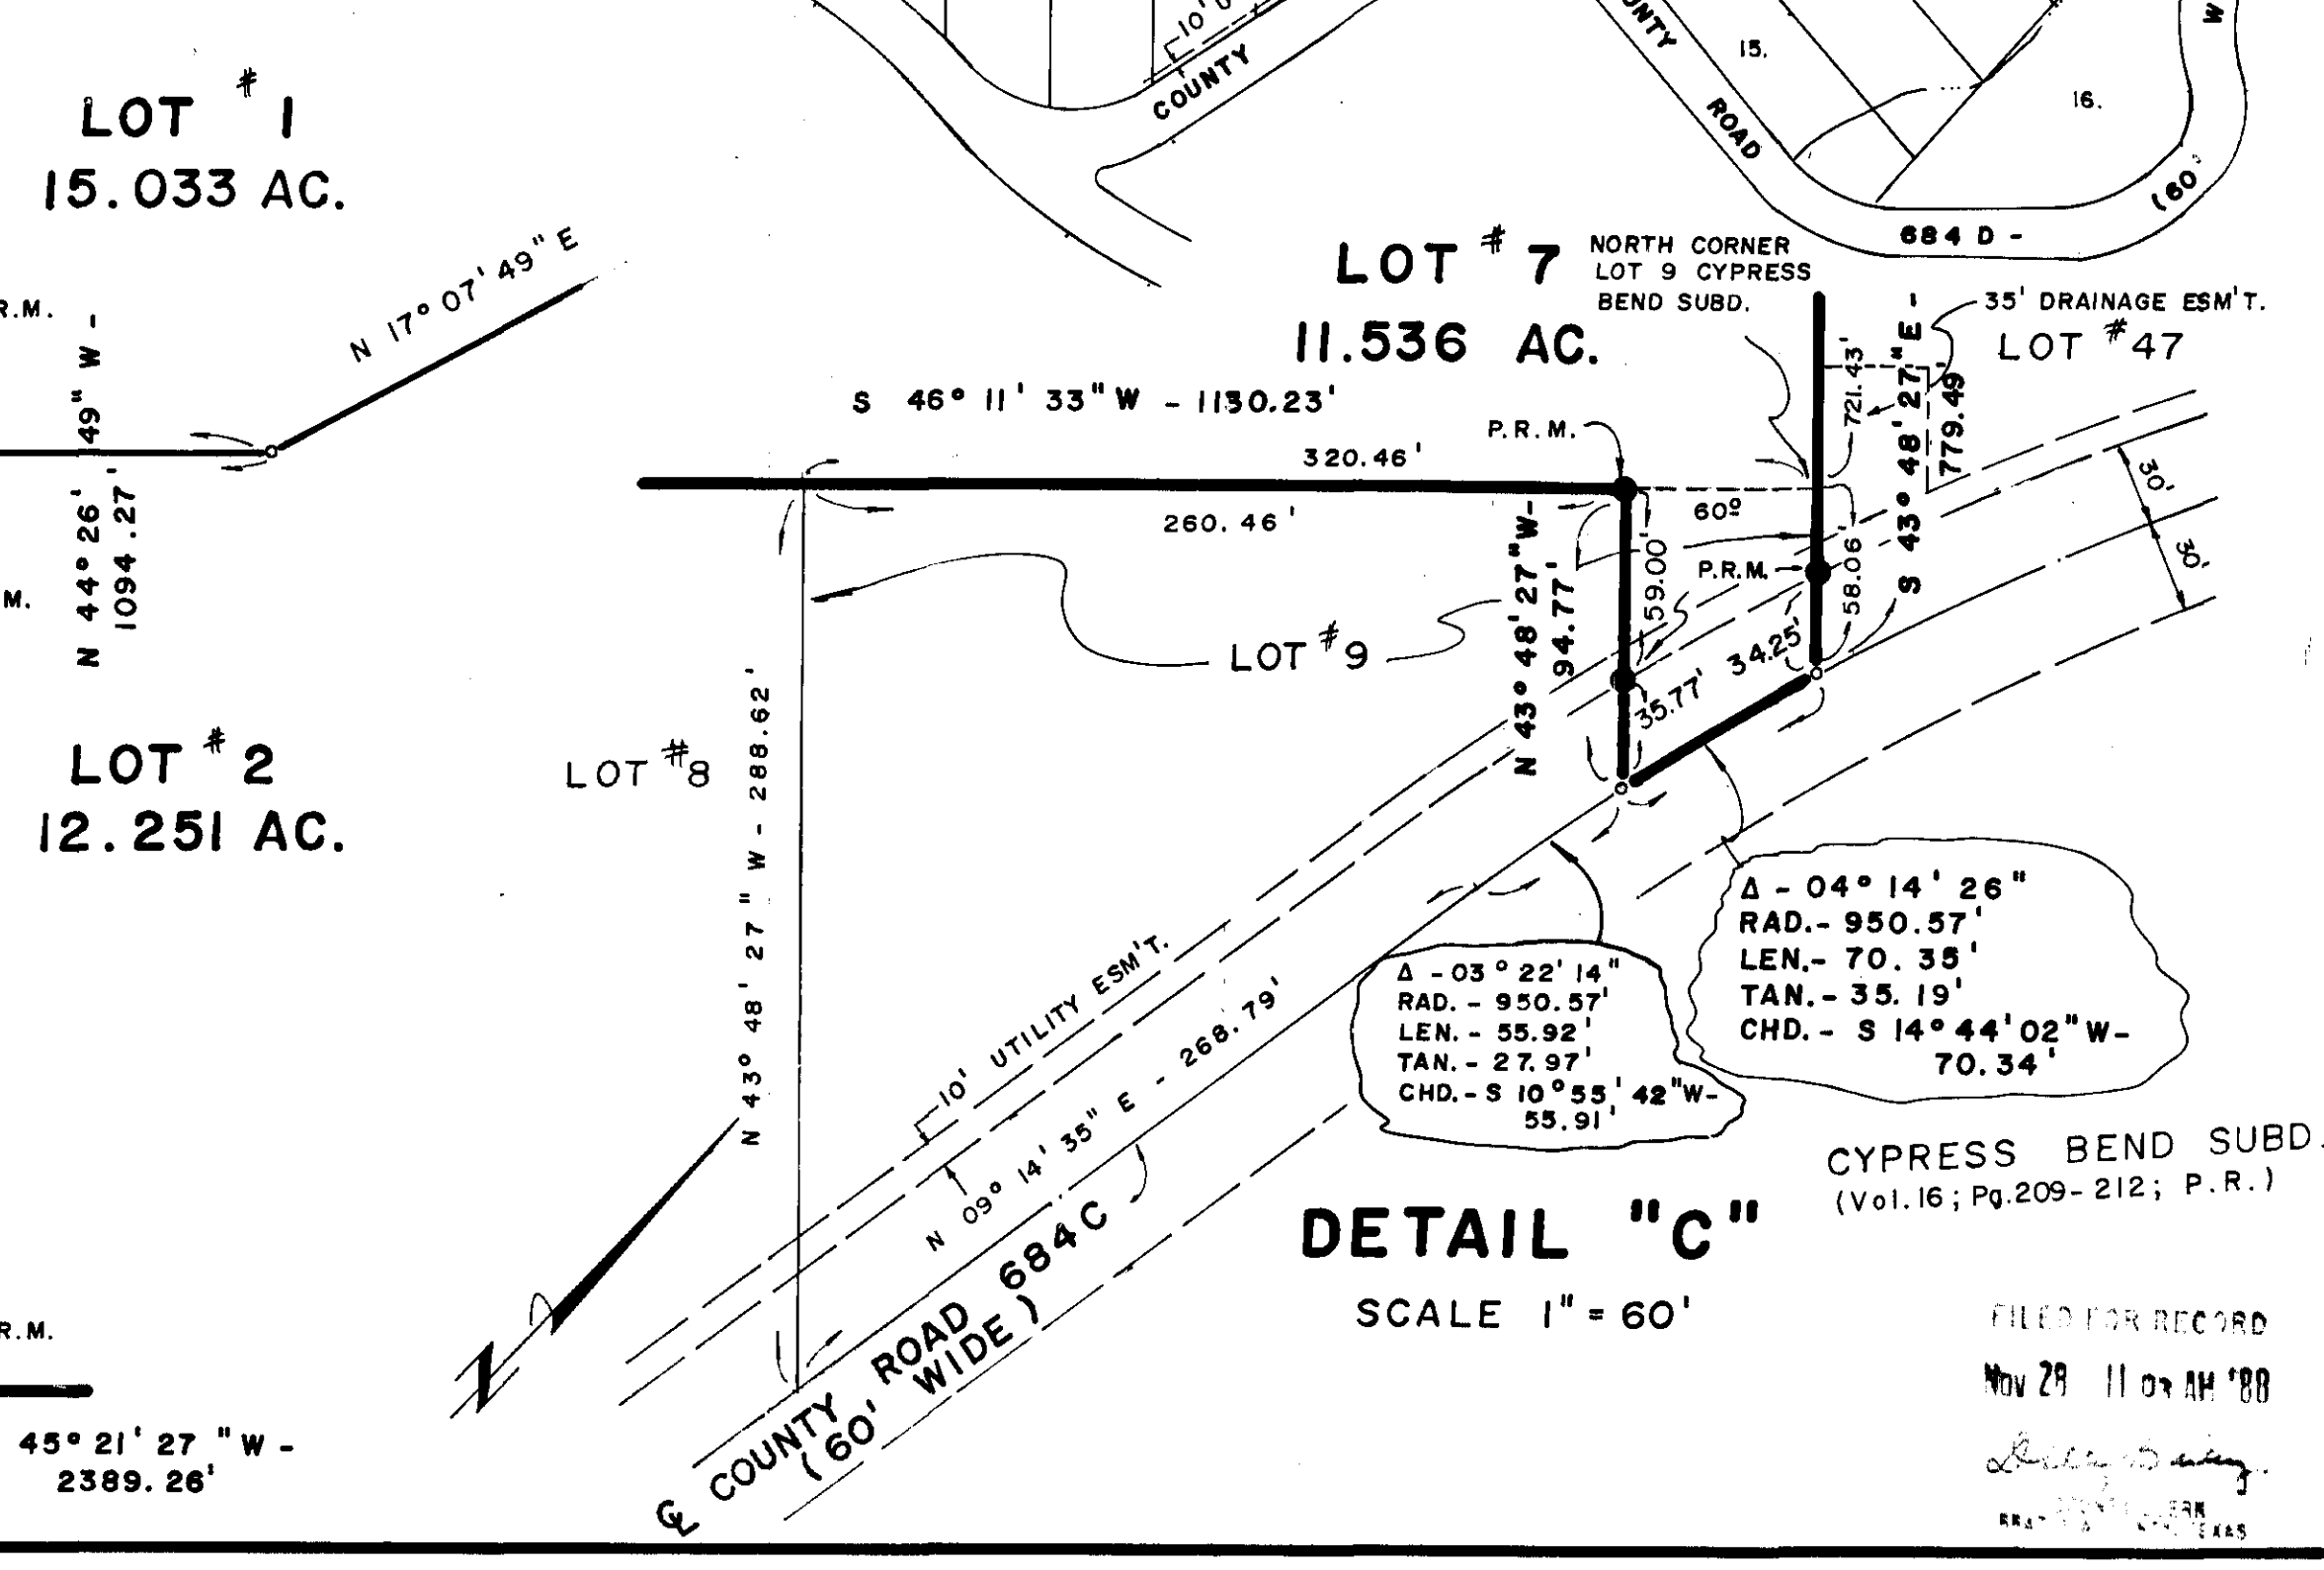 LOT # 1
15.033 AC.
N 17° 07' 49" E
R.M.
N 44° 26' 49" W -
1094.27'
M.
LOT # 2
12.251 AC.
R.M.
45° 21' 27 "W -
2389.26'
10'
COUNTY
COUNTY
ROAD
15.
16.
W
(60'
684 D -
LOT # 7
11.536 AC.
NORTH CORNER
LOT 9 CYPRESS
BEND SUBD.
35' DRAINAGE ESM'T.
LOT # 47
S 46° 11' 33" W - 1130.23'
P.R.M.
320.46'
260.46'
60º
721.43'
S 43° 48' 27" E -
779.49'
30'
30'
N 43° 48' 27" W -
94.77'
59.00'
P.R.M.
58.06'
35.77'
34.25'
LOT # 9
LOT #8
N 43° 48' 27" W - 288.62'
10' UTILITY ESM'T.
N 09° 14' 35" E - 268.79'
℄ COUNTY ROAD 684C
(60' WIDE)
Δ - 03° 22' 14"
RAD. - 950.57'
LEN. - 55.92'
TAN. - 27.97'
CHD. - S 10° 55' 42" W -
55.91'
Δ - 04° 14' 26"
RAD. - 950.57'
LEN. - 70.35'
TAN. - 35.19'
CHD. - S 14° 44' 02" W -
70.34'
CYPRESS BEND SUBD.
(Vol. 16; Pg. 209-212; P.R.)
DETAIL "C"
SCALE 1" = 60'
N
FILED FOR RECORD
Nov 28 11 AM '88
TEXAS